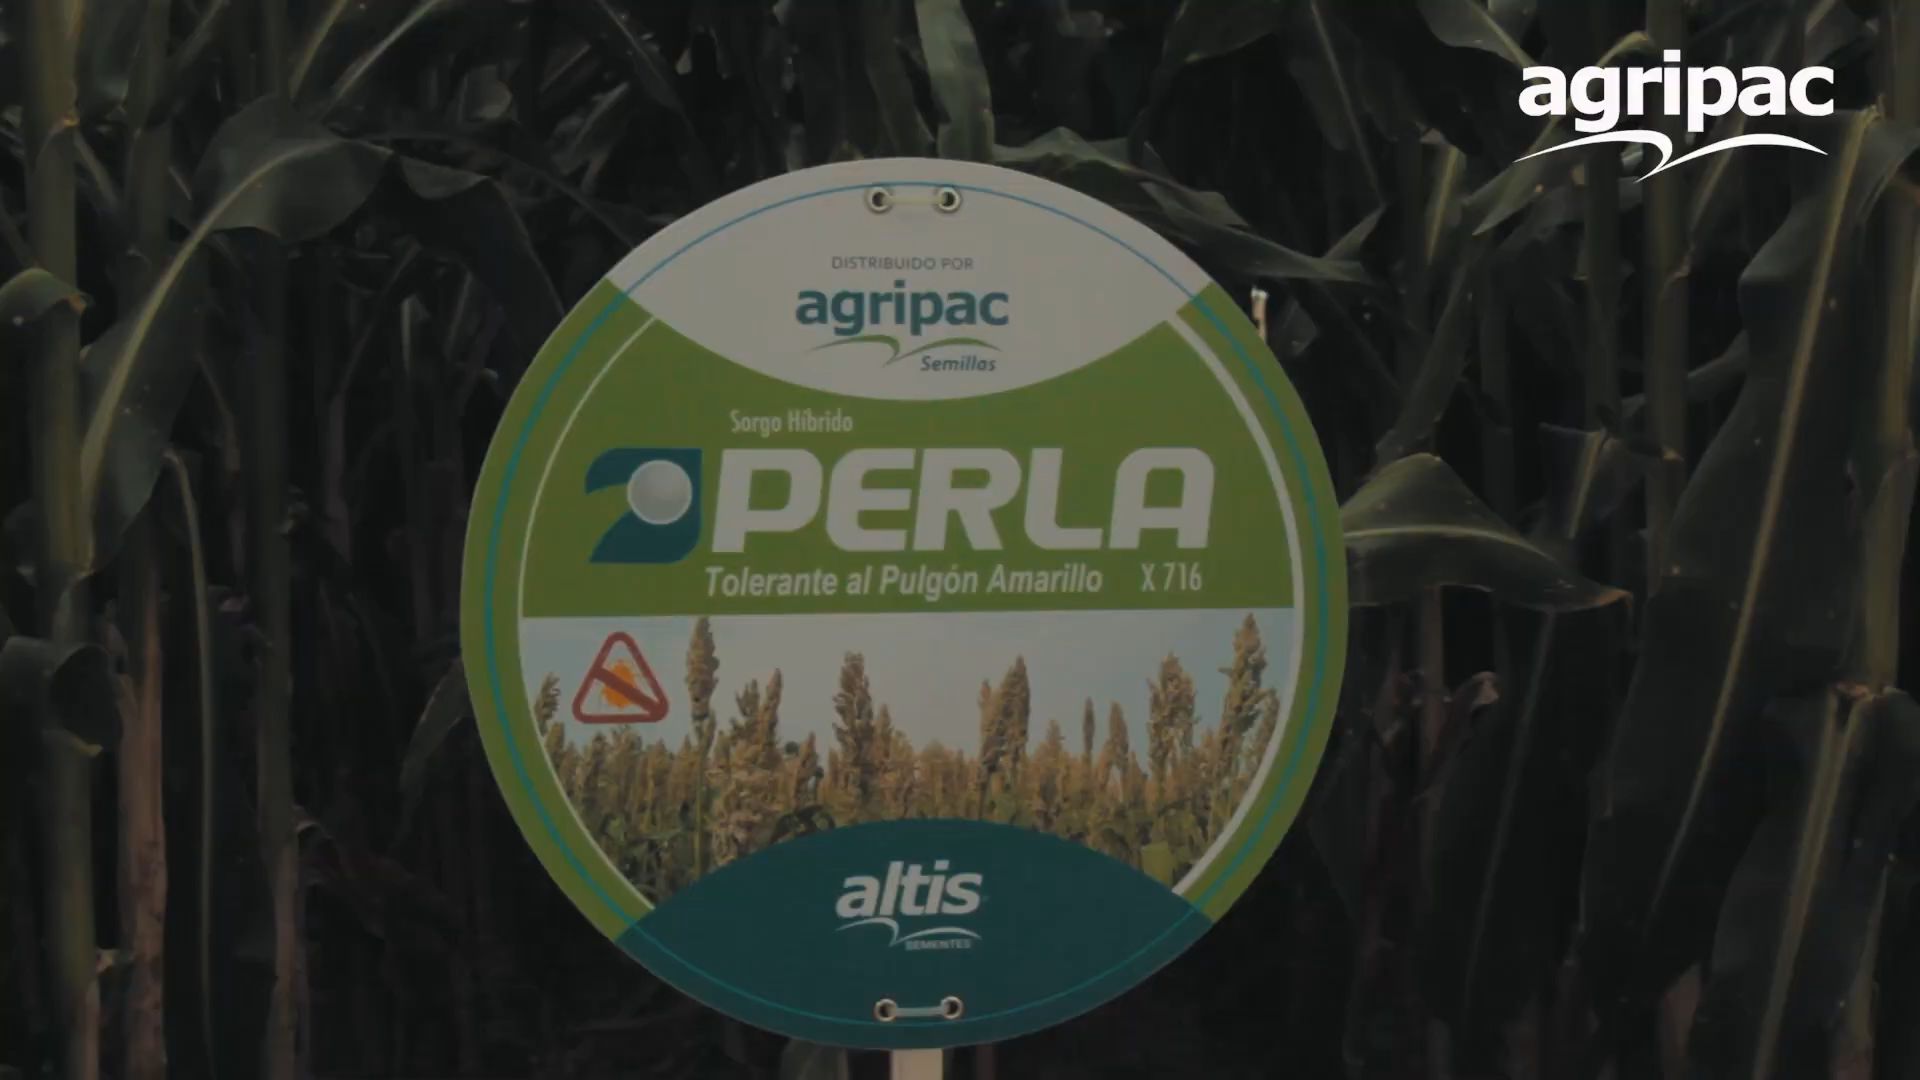 agripac
DISTRIBUIDO POR
agripac
Semillas
Sorgo Híbrido
PERLA
Tolerante al Pulgón Amarillo X 716
altis
SEMENTES